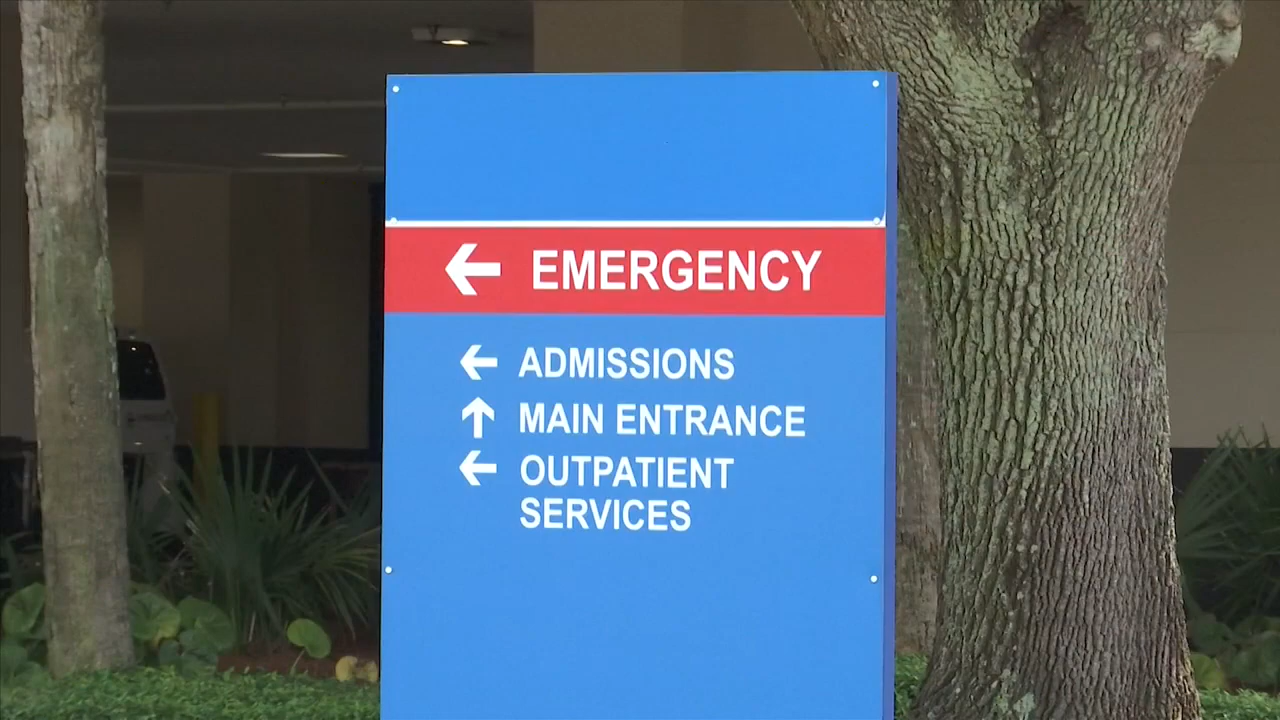 ← EMERGENCY
← ADMISSIONS
↑ MAIN ENTRANCE
← OUTPATIENT
SERVICES